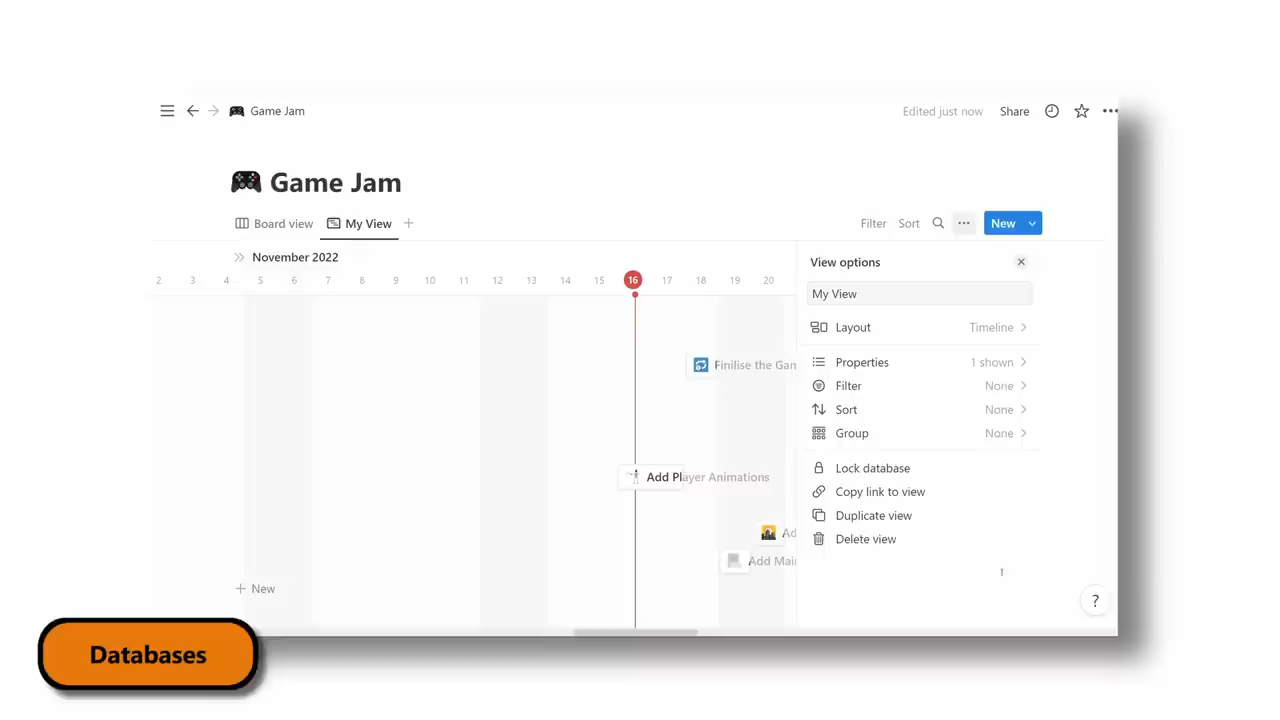 Game Jam
Edited just now
Share
Game Jam
Board view
My View
Filter
Sort
New
November 2022
2 3 4 5 6 7 8 9 10 11 12 13 14 15 16 17 18 19 20
View options
My View
Layout
Timeline
Properties
1 shown
Filter
None
Sort
None
Group
None
Lock database
Copy link to view
Duplicate view
Delete view
Finilise the Gan
Add Player Animations
Ad
Add Mai
+ New
?
Databases